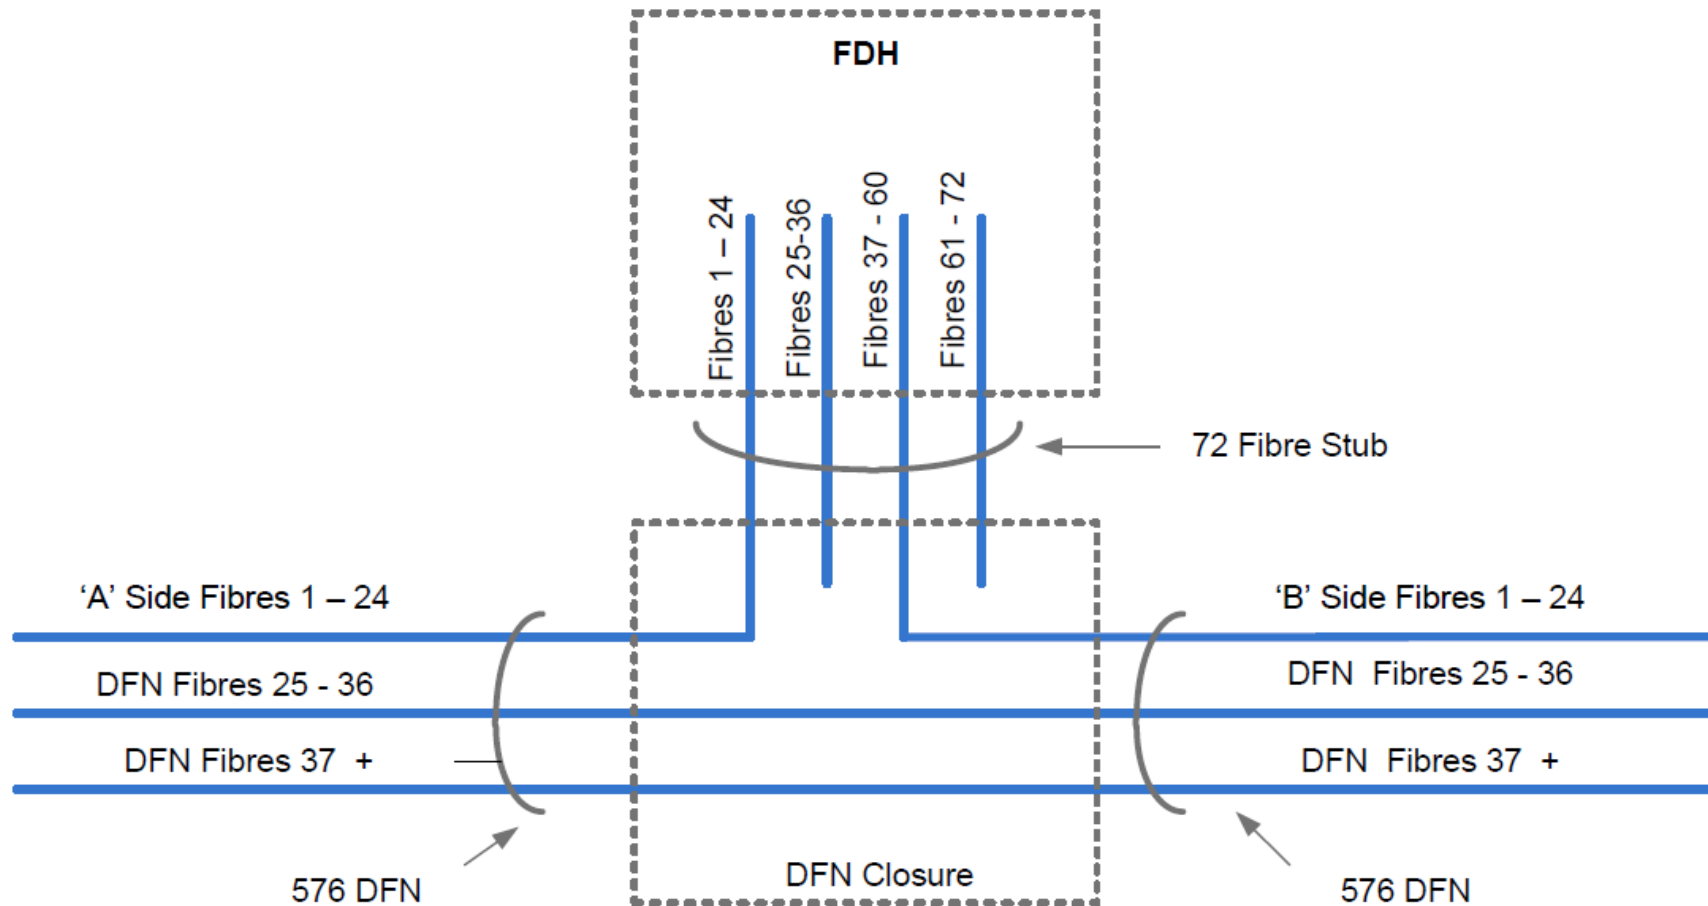 FDH
Fibres 1 – 24
Fibres 25-36
Fibres 37 - 60
Fibres 61 - 72
72 Fibre Stub
‘A’ Side Fibres 1 – 24
‘B’ Side Fibres 1 – 24
DFN Fibres 25 - 36
DFN Fibres 25 - 36
DFN Fibres 37 +
DFN Fibres 37 +
DFN Closure
576 DFN
576 DFN